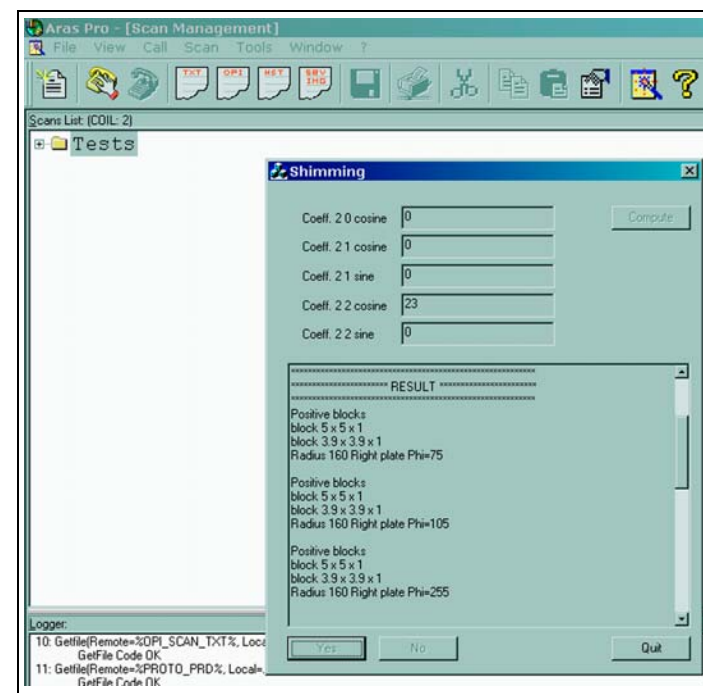 Aras Pro - [Scan Management]
File View Call Scan Tools Window ?
TXT OPI HST SRV IHG
Scans List: (COIL: 2)
Tests
Shimming
Coeff. 2 0 cosine 0
Compute
Coeff. 2 1 cosine 0
Coeff. 2 1 sine 0
Coeff. 2 2 cosine 23
Coeff. 2 2 sine 0
RESULT
Positive blocks
block 5 x 5 x 1
block 3.9 x 3.9 x 1
Radius 160 Right plate Phi=75
Positive blocks
block 5 x 5 x 1
block 3.9 x 3.9 x 1
Radius 160 Right plate Phi=105
Positive blocks
block 5 x 5 x 1
block 3.9 x 3.9 x 1
Radius 160 Right plate Phi=255
Yes No Quit
Logger:
10: Getfile(Remote=%OPI_SCAN_TXT%, Loca
GetFile Code OK
11: Getfile(Remote=%PROTO_PRD%, Local=
GetFile Code OK